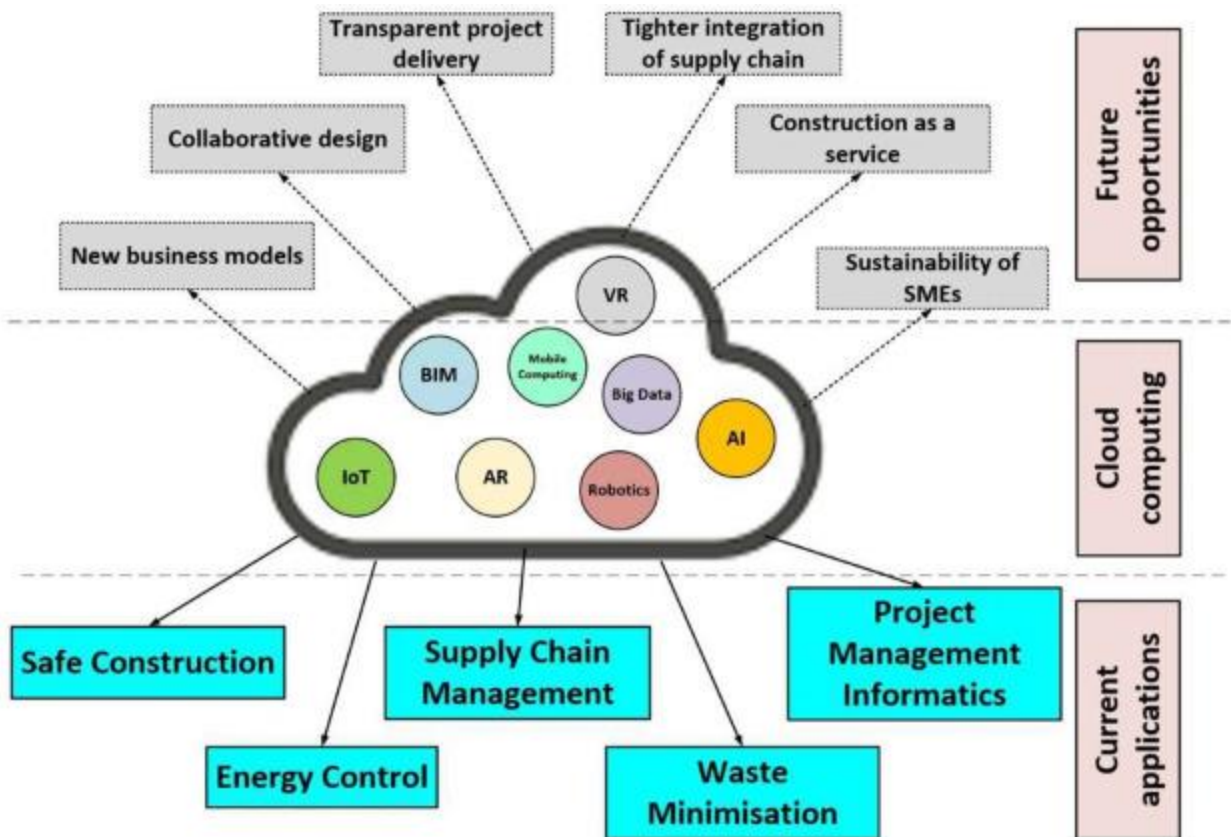 Transparent project
delivery
Tighter integration
of supply chain
Collaborative design
Construction as a
service
New business models
Sustainability of
SMEs
Future
opportunities
VR
BIM
Mobile
Computing
Big Data
AI
IoT
AR
Robotics
Cloud
computing
Safe Construction
Supply Chain
Management
Project
Management
Informatics
Energy Control
Waste
Minimisation
Current
applications